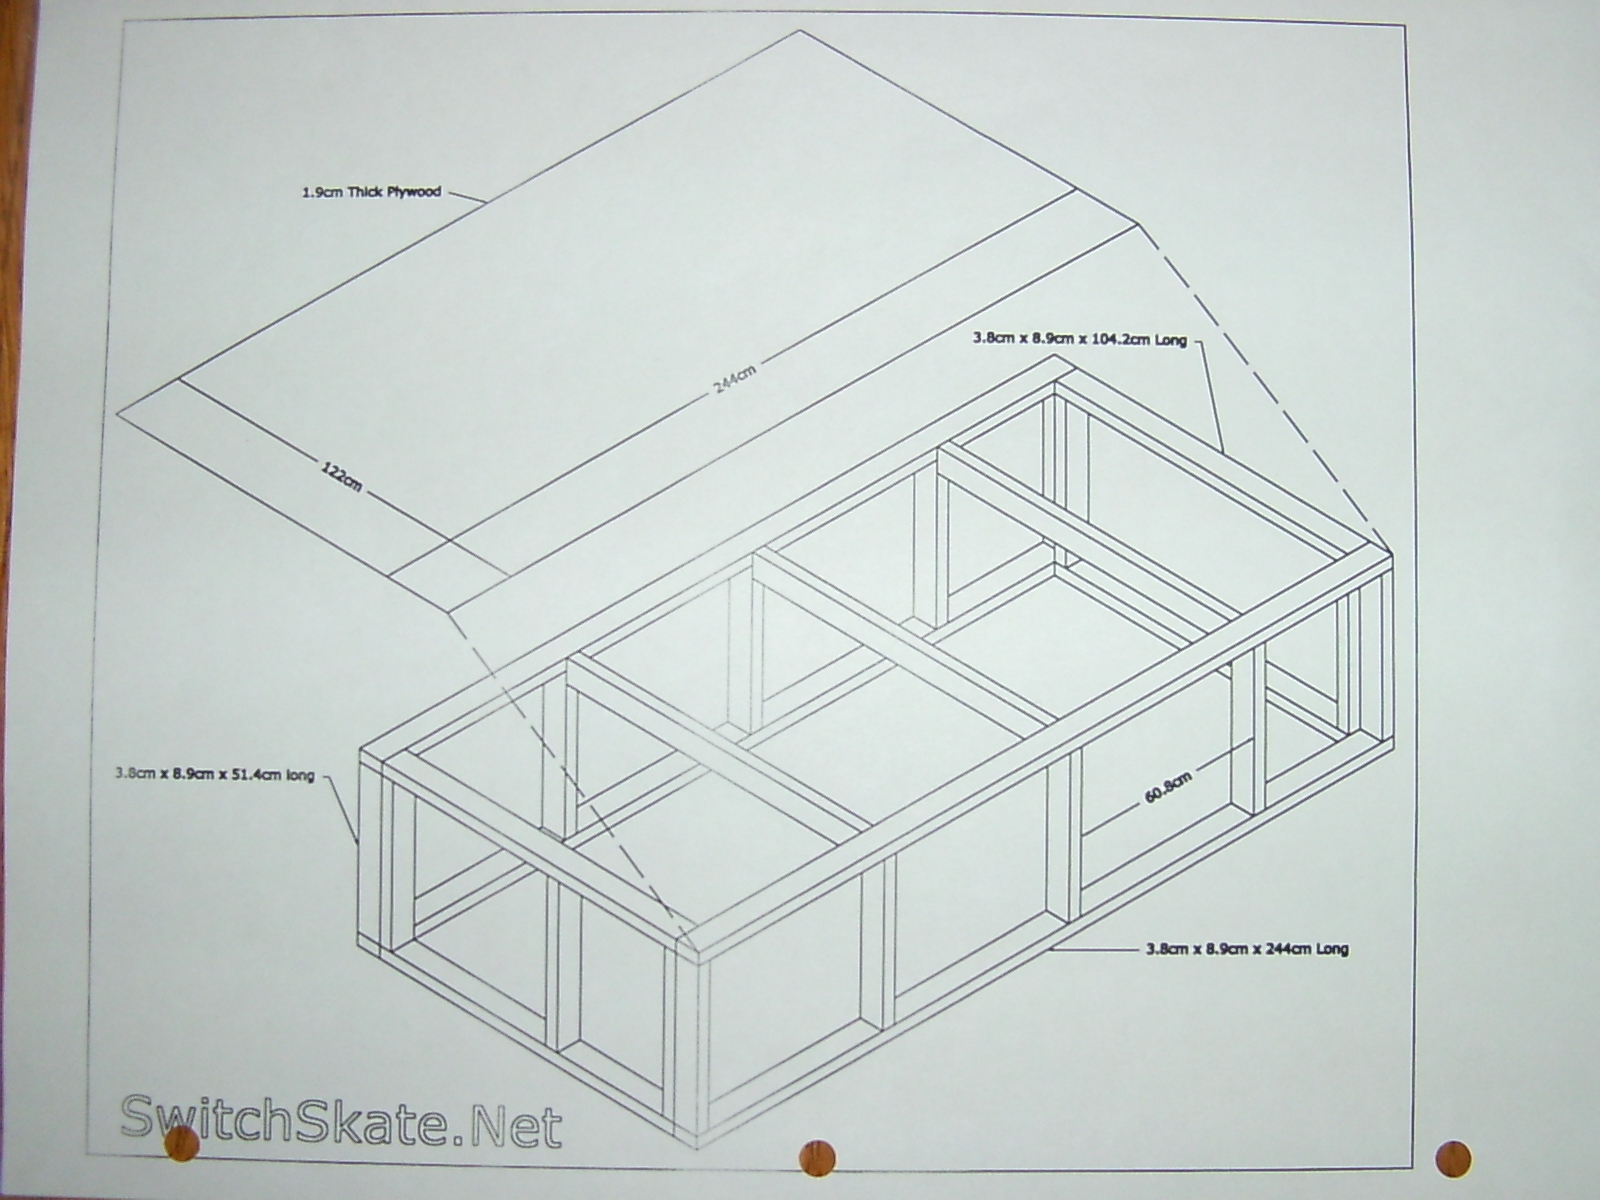 1.9cm Thick Plywood
3.8cm x 8.9cm x 104.2cm Long
244cm
122cm
3.8cm x 8.9cm x 51.4cm long
60.8cm
3.8cm x 8.9cm x 244cm Long
SwitchSkate.Net